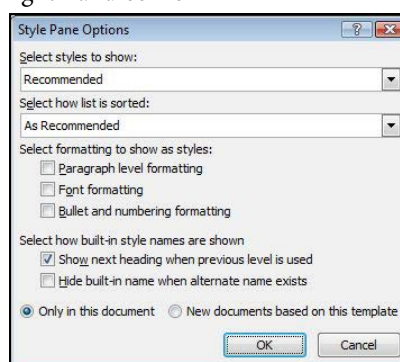 Style Pane Options
Select styles to show:
Recommended
Select how list is sorted:
As Recommended
Select formatting to show as styles:
Paragraph level formatting
Font formatting
Bullet and numbering formatting
Select how built-in style names are shown
Show next heading when previous level is used
Hide built-in name when alternate name exists
Only in this document New documents based on this template
OK Cancel